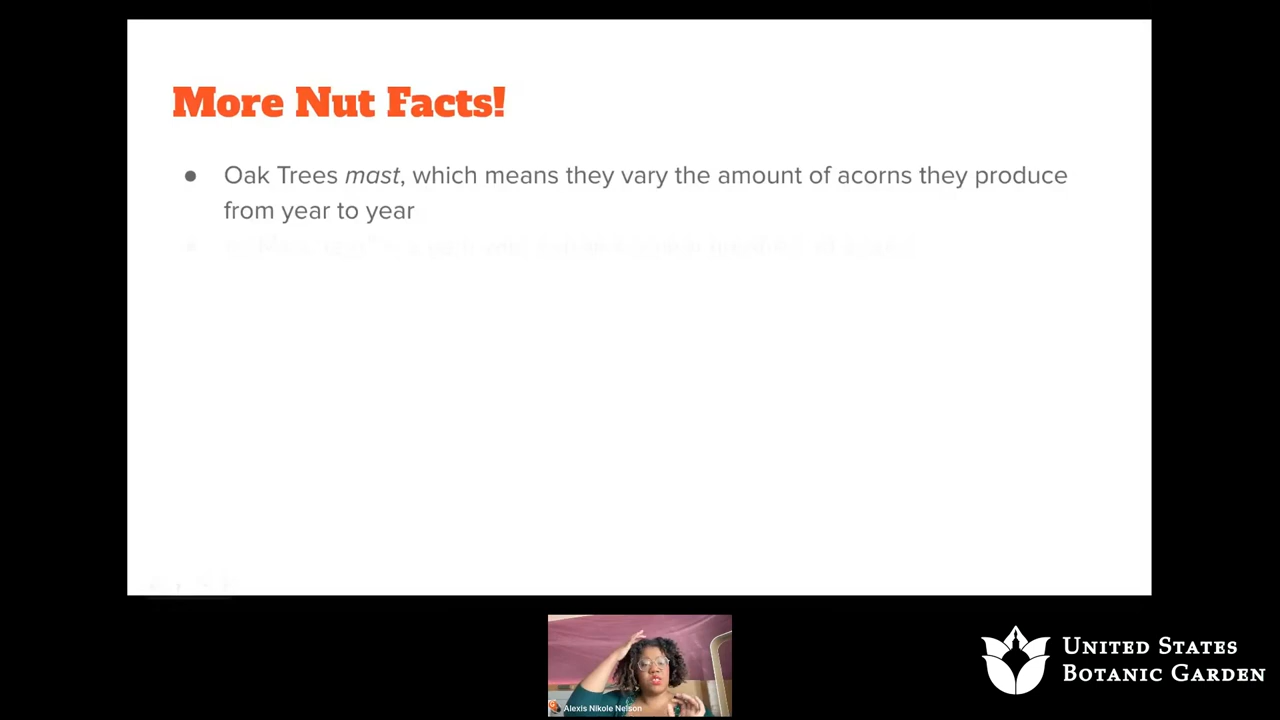 More Nut Facts!
● Oak Trees mast, which means they vary the amount of acorns they produce
from year to year
Alexis Nikole Nelson
UNITED STATES
BOTANIC GARDEN